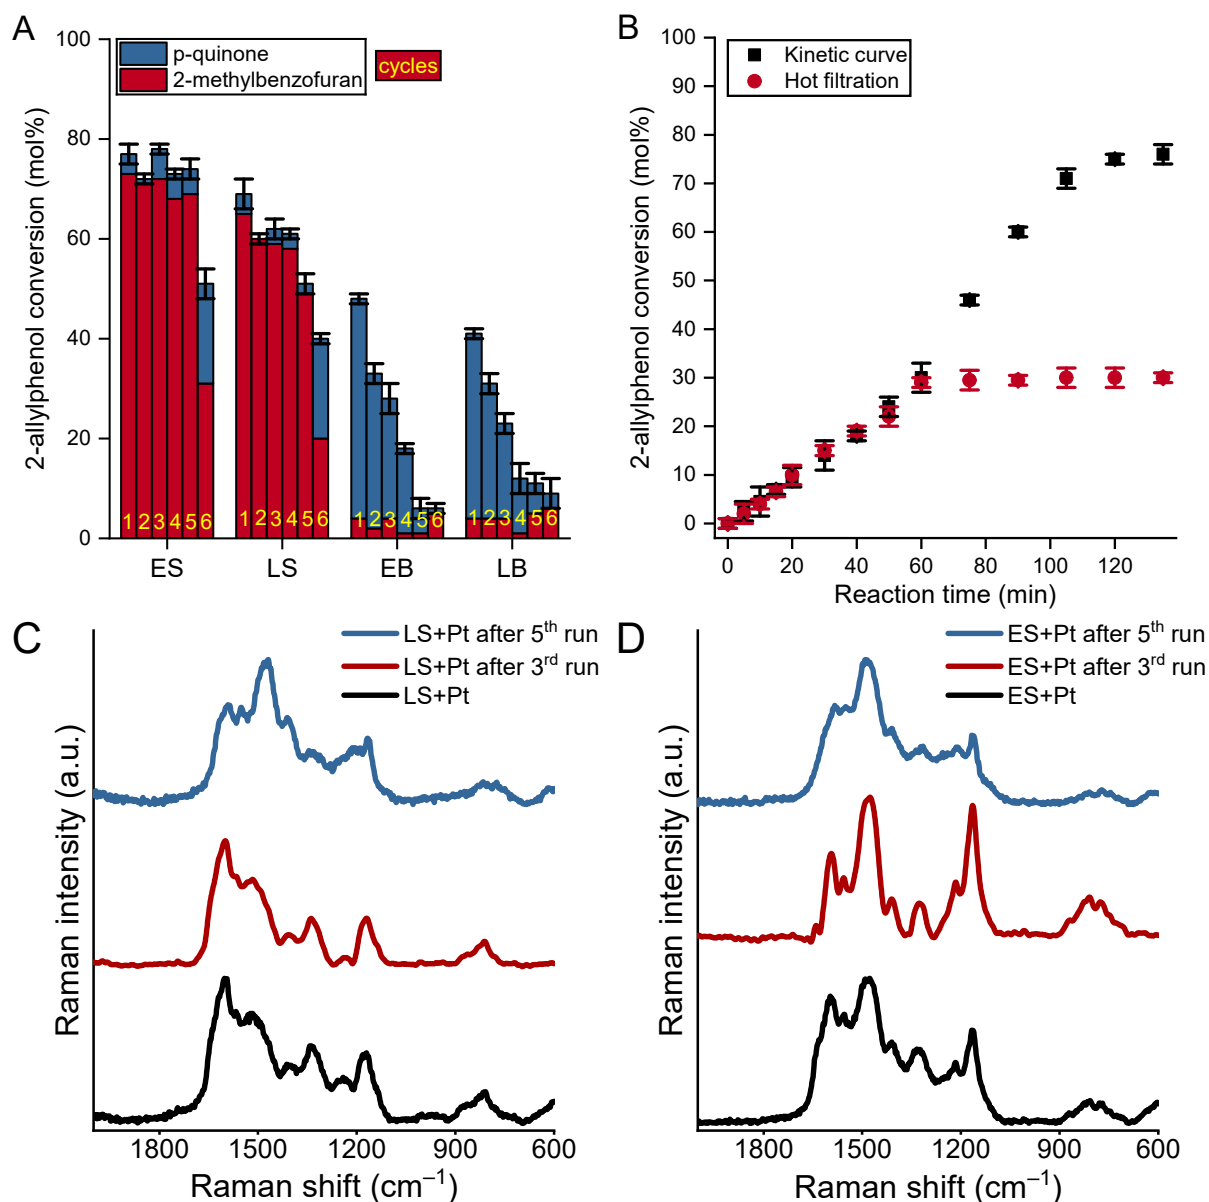 A
p-quinone
2-methylbenzofuran
cycles
2-allylphenol conversion (mol%)
100
80
60
40
20
0
1 2 3 4 5 6
1 2 3 4 5 6
1 2 3 4 5 6
1 2 3 4 5 6
ES LS EB LB
B
Kinetic curve
Hot filtration
2-allylphenol conversion (mol%)
100
90
80
70
60
50
40
30
20
10
0
0 20 40 60 80 100 120
Reaction time (min)
C
LS+Pt after 5th run
LS+Pt after 3rd run
LS+Pt
Raman intensity (a.u.)
1800 1500 1200 900 600
Raman shift (cm–1)
D
ES+Pt after 5th run
ES+Pt after 3rd run
ES+Pt
Raman intensity (a.u.)
1800 1500 1200 900 600
Raman shift (cm–1)